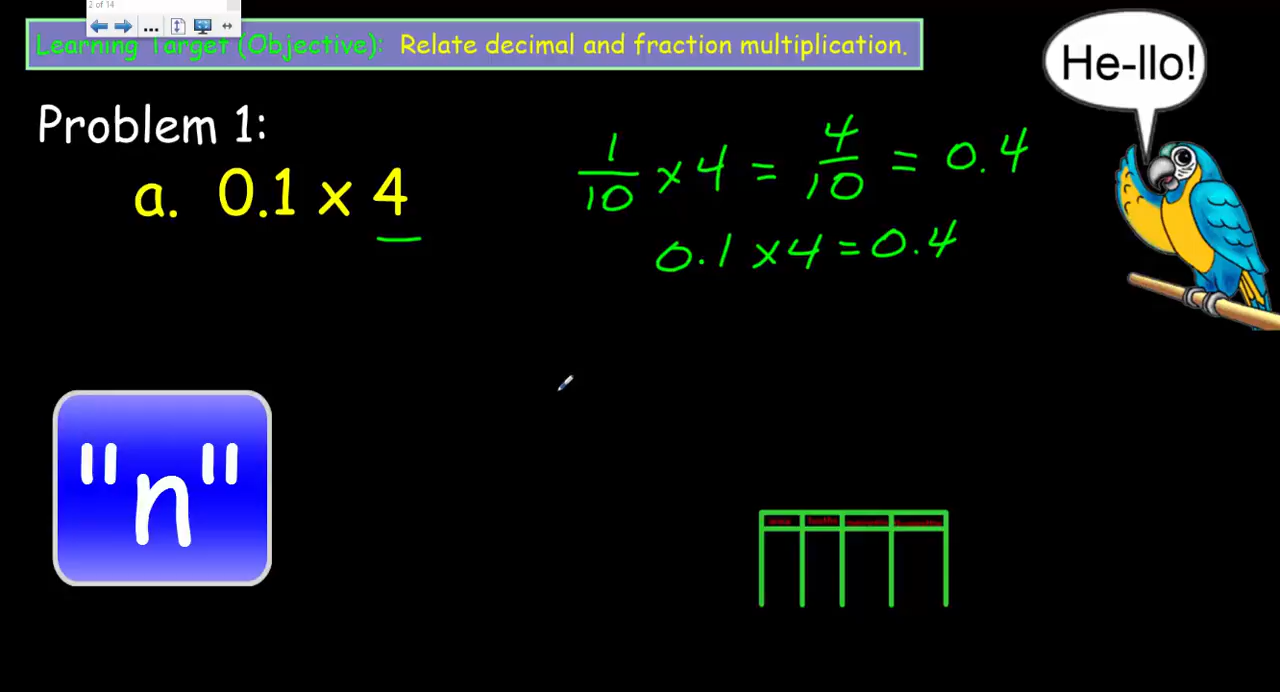 2 of 14
Learning Target (Objective): Relate decimal and fraction multiplication.
He-llo!
Problem 1:
a. 0.1 x 4
1/10 x 4 = 4/10 = 0.4
0.1 x 4 = 0.4
"n"